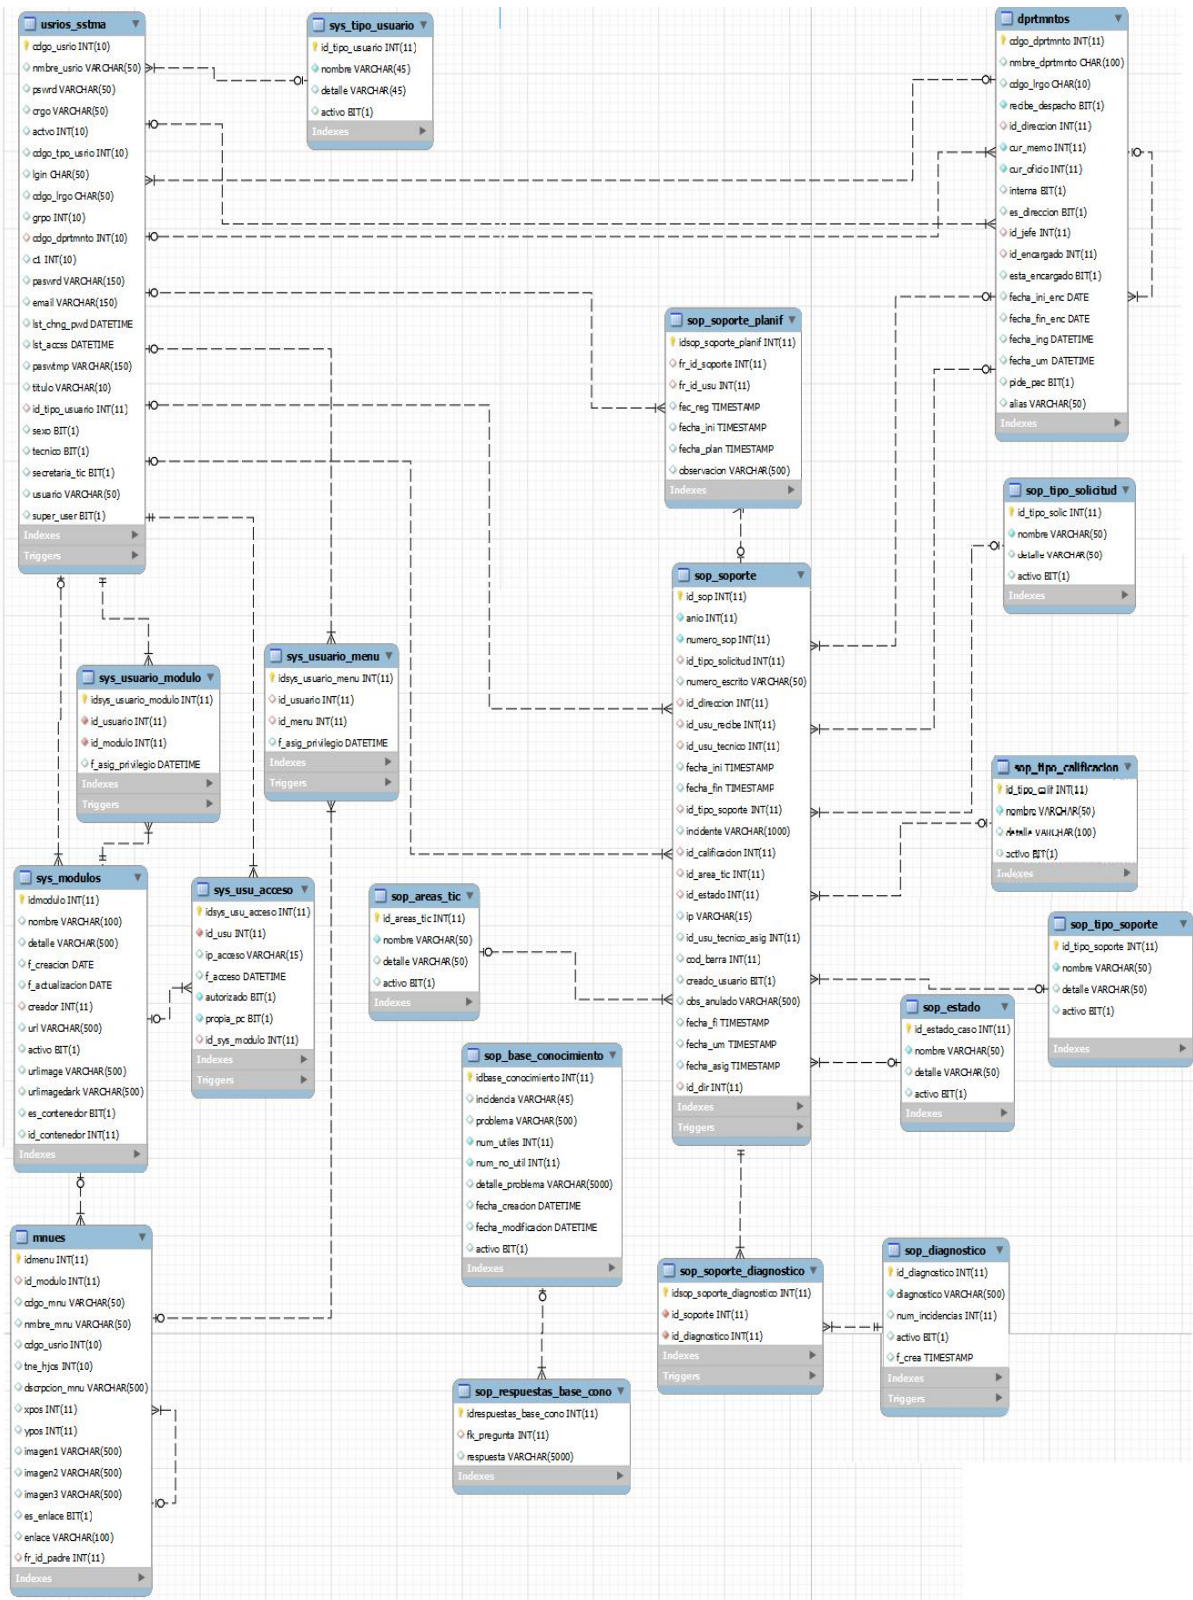 usrios_sstma
cdgo_usrio INT(10)
nmbre_usrio VARCHAR(50)
pswrd VARCHAR(50)
crgo VARCHAR(50)
actvo INT(10)
cdgo_tpo_usrio INT(10)
lgin CHAR(50)
cdgo_lrgo CHAR(50)
grpo INT(10)
cdgo_dprtmnto INT(10)
c1 INT(10)
paswrd VARCHAR(150)
email VARCHAR(150)
lst_chng_pwd DATETIME
lst_accss DATETIME
paswtmp VARCHAR(150)
titulo VARCHAR(10)
id_tipo_usuario INT(11)
sexo BIT(1)
tecnico BIT(1)
secretaria_tic BIT(1)
usuario VARCHAR(50)
super_user BIT(1)
Indexes
Triggers
sys_tipo_usuario
id_tipo_usuario INT(11)
nombre VARCHAR(45)
detalle VARCHAR(45)
activo BIT(1)
Indexes
dprtmntos
cdgo_dprtmnto INT(11)
nmbre_dprtmnto CHAR(100)
cdgo_lrgo CHAR(10)
recibe_despacho BIT(1)
id_direccion INT(11)
cur_memo INT(11)
cur_oficio INT(11)
interna BIT(1)
es_direccion BIT(1)
id_jefe INT(11)
id_encargado INT(11)
esta_encargado BIT(1)
fecha_ini_enc DATE
fecha_fin_enc DATE
fecha_ing DATETIME
fecha_um DATETIME
pide_pac BIT(1)
alias VARCHAR(50)
Indexes
sop_soporte_planif
idsop_soporte_planif INT(11)
fr_id_soporte INT(11)
fr_id_usu INT(11)
fec_reg TIMESTAMP
fecha_ini TIMESTAMP
fecha_plan TIMESTAMP
observacion VARCHAR(500)
Indexes
sop_tipo_solicitud
id_tipo_solic INT(11)
nombre VARCHAR(50)
detalle VARCHAR(50)
activo BIT(1)
Indexes
sop_soporte
id_sop INT(11)
anio INT(11)
numero_sop INT(11)
id_tipo_solicitud INT(11)
numero_escrito VARCHAR(50)
id_direccion INT(11)
id_usu_recibe INT(11)
id_usu_tecnico INT(11)
fecha_ini TIMESTAMP
fecha_fin TIMESTAMP
id_tipo_soporte INT(11)
incidente VARCHAR(1000)
id_calificacion INT(11)
id_area_tic INT(11)
id_estado INT(11)
ip VARCHAR(15)
id_usu_tecnico_asig INT(11)
cod_barra INT(11)
creado_usuario BIT(1)
obs_anulado VARCHAR(500)
fecha_fi TIMESTAMP
fecha_um TIMESTAMP
fecha_asig TIMESTAMP
id_dir INT(11)
Indexes
Triggers
sys_usuario_modulo
idsys_usuario_modulo INT(11)
id_usuario INT(11)
id_modulo INT(11)
f_asig_privilegio DATETIME
Indexes
Triggers
sys_usuario_menu
idsys_usuario_menu INT(11)
id_usuario INT(11)
id_menu INT(11)
f_asig_privilegio DATETIME
Indexes
Triggers
sop_tipo_calificacion
id_tipo_calif INT(11)
nombre VARCHAR(50)
detalle VARCHAR(100)
activo BIT(1)
Indexes
sys_modulos
idmodulo INT(11)
nombre VARCHAR(100)
detalle VARCHAR(500)
f_creacion DATE
f_actualizacion DATE
creador INT(11)
url VARCHAR(500)
activo BIT(1)
urlimage VARCHAR(500)
urlimagedark VARCHAR(500)
es_contenedor BIT(1)
id_contenedor INT(11)
Indexes
sys_usu_acceso
idsys_usu_acceso INT(11)
id_usu INT(11)
ip_acceso VARCHAR(15)
f_acceso DATETIME
autorizado BIT(1)
propia_pc BIT(1)
id_sys_modulo INT(11)
Indexes
Triggers
sop_areas_tic
id_areas_tic INT(11)
nombre VARCHAR(50)
detalle VARCHAR(50)
activo BIT(1)
Indexes
sop_tipo_soporte
id_tipo_soporte INT(11)
nombre VARCHAR(50)
detalle VARCHAR(50)
activo BIT(1)
Indexes
sop_estado
id_estado_caso INT(11)
nombre VARCHAR(50)
detalle VARCHAR(50)
activo BIT(1)
Indexes
sop_base_conocimiento
idbase_conocimiento INT(11)
incidencia VARCHAR(45)
problema VARCHAR(500)
num_utiles INT(11)
num_no_util INT(11)
detalle_problema VARCHAR(5000)
fecha_creacion DATETIME
fecha_modificacion DATETIME
activo BIT(1)
Indexes
mnues
idmenu INT(11)
id_modulo INT(11)
cdgo_mnu VARCHAR(50)
nmbre_mnu VARCHAR(50)
cdgo_usrio INT(10)
tne_hjos INT(10)
dscrpcion_mnu VARCHAR(500)
xpos INT(11)
ypos INT(11)
imagen1 VARCHAR(500)
imagen2 VARCHAR(500)
imagen3 VARCHAR(500)
es_enlace BIT(1)
enlace VARCHAR(100)
fr_id_padre INT(11)
Indexes
sop_soporte_diagnostico
idsop_soporte_diagnostico INT(11)
id_soporte INT(11)
id_diagnostico INT(11)
Indexes
Triggers
sop_diagnostico
id_diagnostico INT(11)
diagnostico VARCHAR(500)
num_incidencias INT(11)
activo BIT(1)
f_crea TIMESTAMP
Indexes
Triggers
sop_respuestas_base_cono
idrespuestas_base_cono INT(11)
fk_pregunta INT(11)
respuesta VARCHAR(5000)
Indexes